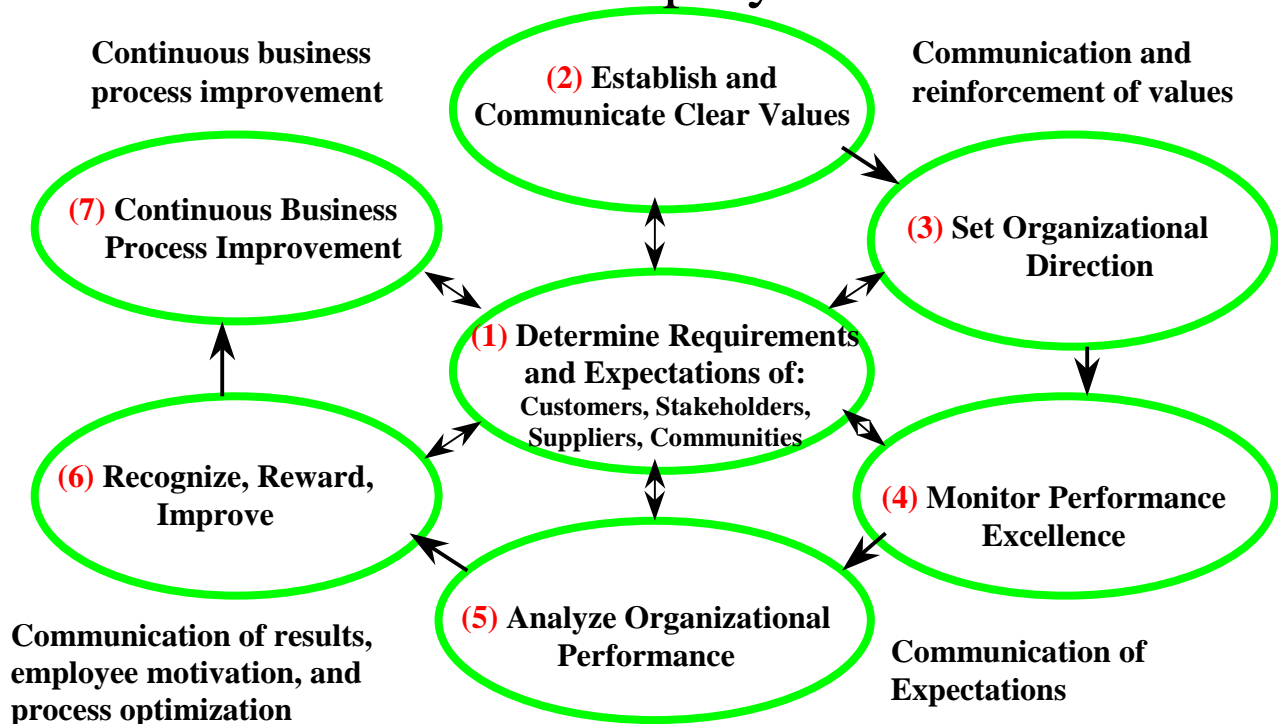 Continuous business
process improvement
(2) Establish and
Communicate Clear Values
Communication and
reinforcement of values
(7) Continuous Business
Process Improvement
(3) Set Organizational
Direction
(1) Determine Requirements
and Expectations of:
Customers, Stakeholders,
Suppliers, Communities
(6) Recognize, Reward,
Improve
(4) Monitor Performance
Excellence
(5) Analyze Organizational
Performance
Communication of results,
employee motivation, and
process optimization
Communication of
Expectations